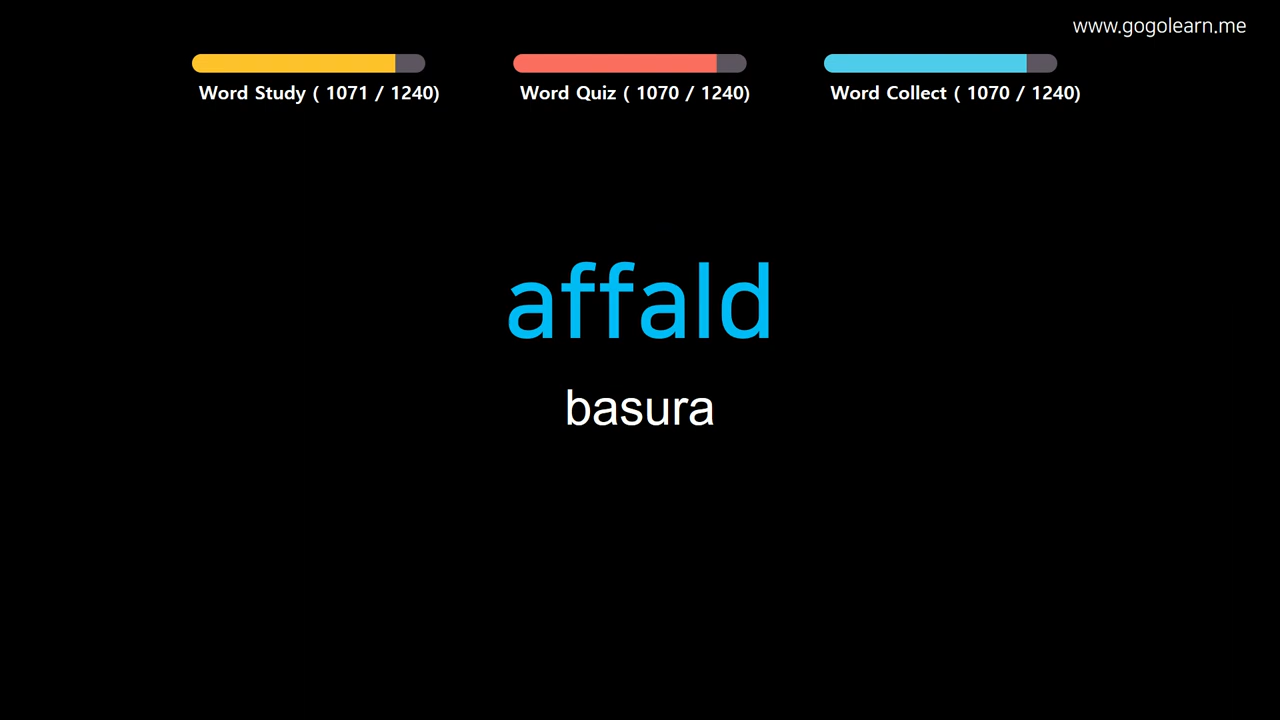 www.gogolearn.me
Word Study ( 1071 / 1240)
Word Quiz ( 1070 / 1240)
Word Collect ( 1070 / 1240)
affald
basura